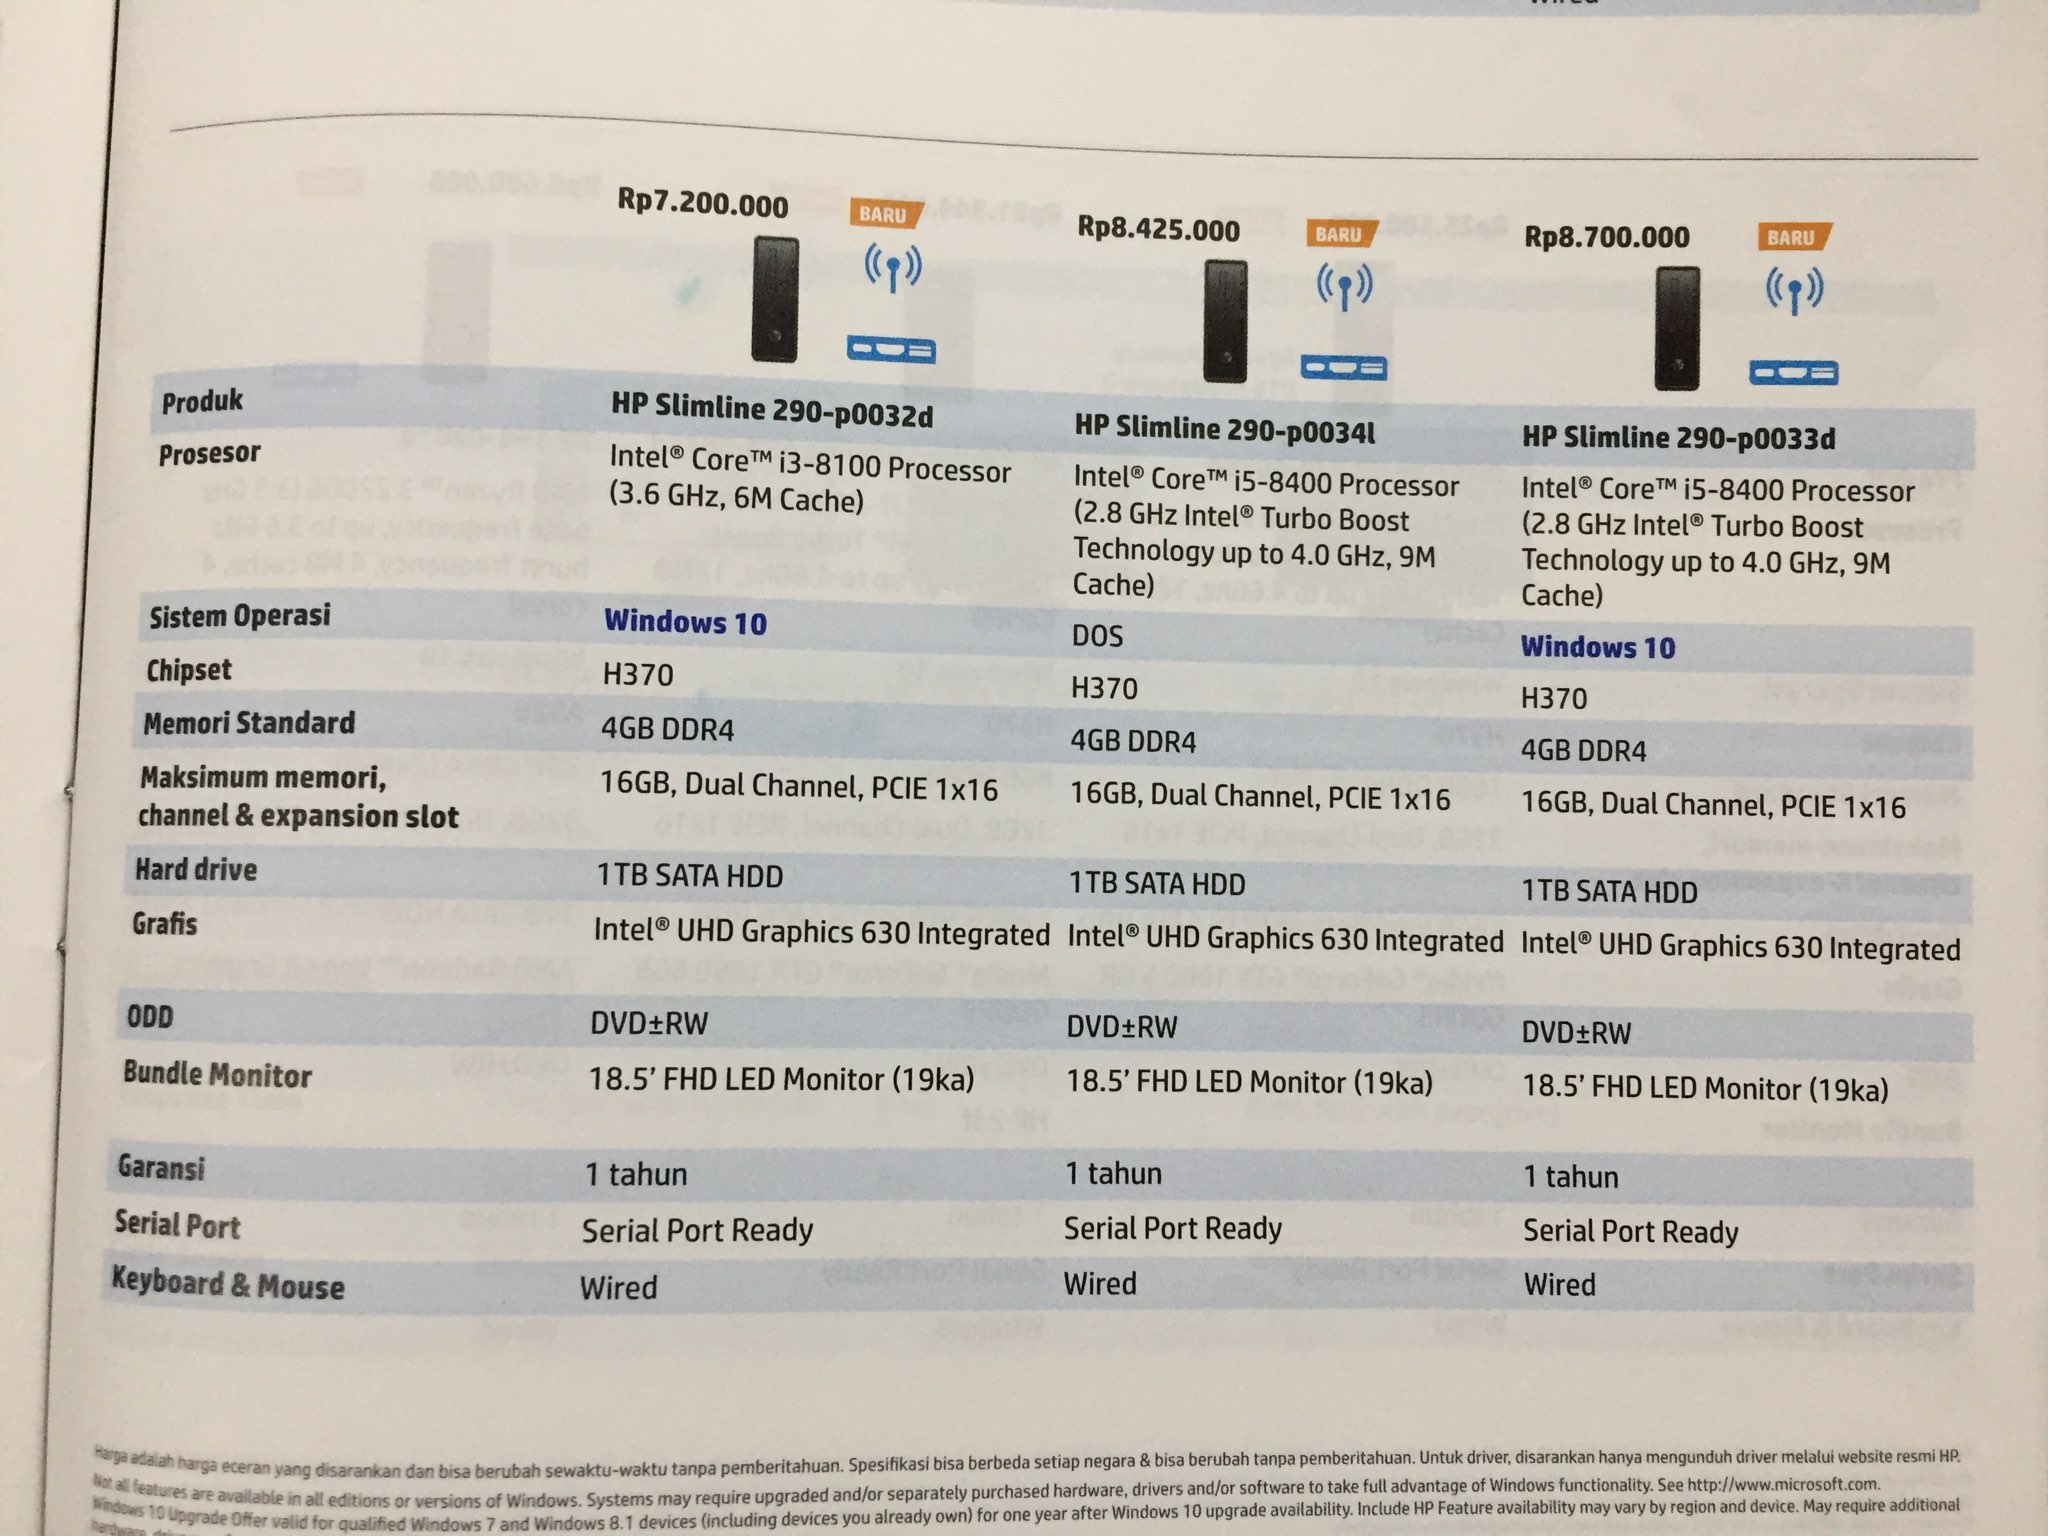 Rp7.200.000 BARU
Rp8.425.000 BARU
Rp8.700.000 BARU
Produk HP Slimline 290-p0032d HP Slimline 290-p0034l HP Slimline 290-p0033d
Prosesor Intel® Core™ i3-8100 Processor Intel® Core™ i5-8400 Processor Intel® Core™ i5-8400 Processor
(3.6 GHz, 6M Cache) (2.8 GHz Intel® Turbo Boost (2.8 GHz Intel® Turbo Boost
Technology up to 4.0 GHz, 9M Technology up to 4.0 GHz, 9M
Cache) Cache)
Sistem Operasi Windows 10 DOS Windows 10
Chipset H370 H370 H370
Memori Standard 4GB DDR4 4GB DDR4 4GB DDR4
Maksimum memori, 16GB, Dual Channel, PCIE 1x16 16GB, Dual Channel, PCIE 1x16 16GB, Dual Channel, PCIE 1x16
channel & expansion slot
Hard drive 1TB SATA HDD 1TB SATA HDD 1TB SATA HDD
Grafis Intel® UHD Graphics 630 Integrated Intel® UHD Graphics 630 Integrated Intel® UHD Graphics 630 Integrated
ODD DVD±RW DVD±RW DVD±RW
Bundle Monitor 18.5' FHD LED Monitor (19ka) 18.5' FHD LED Monitor (19ka) 18.5' FHD LED Monitor (19ka)
Garansi 1 tahun 1 tahun 1 tahun
Serial Port Serial Port Ready Serial Port Ready Serial Port Ready
Keyboard & Mouse Wired Wired Wired
Harga adalah harga eceran yang disarankan dan bisa berubah sewaktu-waktu tanpa pemberitahuan. Spesifikasi bisa berbeda setiap negara & bisa berubah tanpa pemberitahuan. Untuk driver, disarankan hanya mengunduh driver melalui website resmi HP.
Not all features are available in all editions or versions of Windows. Systems may require upgraded and/or separately purchased hardware, drivers and/or software to take full advantage of Windows functionality. See http://www.microsoft.com.
Windows 10 Upgrade Offer valid for qualified Windows 7 and Windows 8.1 devices (including devices you already own) for one year after Windows 10 upgrade availability. Include HP Feature availability may vary by region and device. May require additional